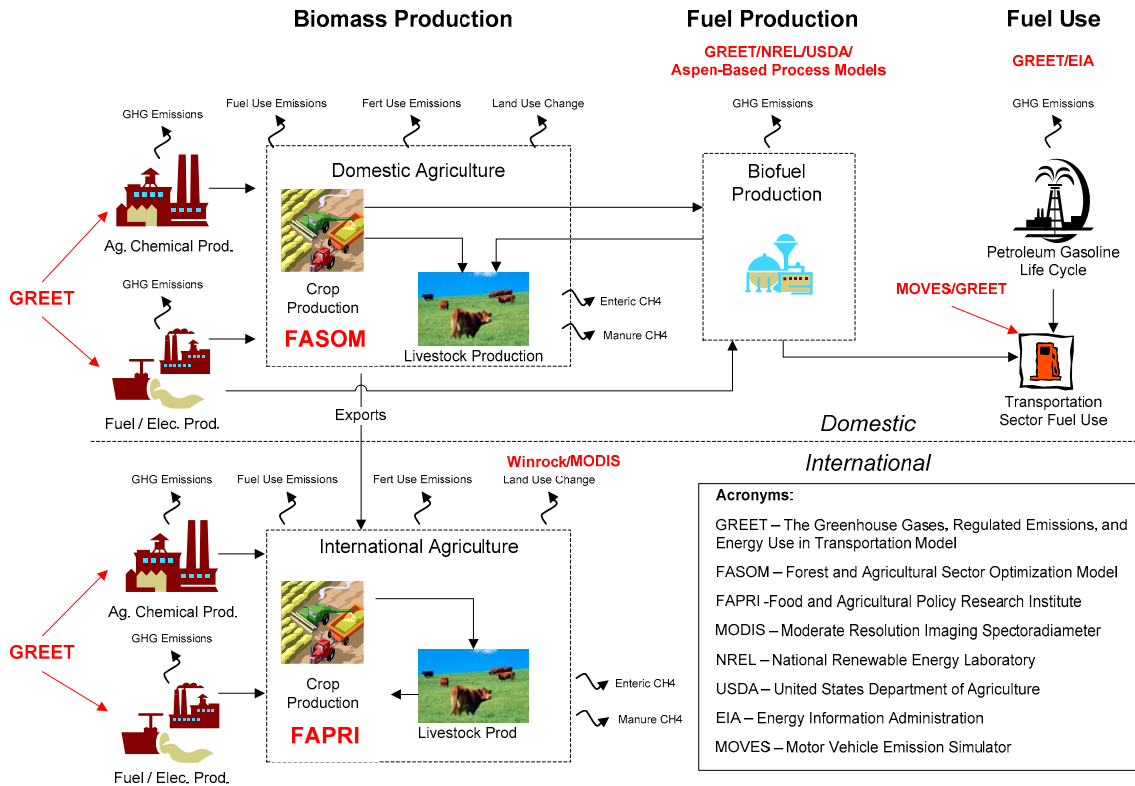 Biomass Production
Fuel Production
Fuel Use
GREET/NREL/USDA/
Aspen-Based Process Models
GREET/EIA
GHG Emissions
Fuel Use Emissions
Fert Use Emissions
Land Use Change
GHG Emissions
GHG Emissions
Domestic Agriculture
Biofuel
Production
Ag. Chemical Prod.
Petroleum Gasoline
Life Cycle
GREET
GHG Emissions
Crop
Production
FASOM
Livestock Production
Enteric CH4
Manure CH4
MOVES/GREET
Fuel / Elec. Prod.
Transportation
Sector Fuel Use
Exports
Domestic
International
Winrock/MODIS
GHG Emissions
Fuel Use Emissions
Fert Use Emissions
Land Use Change
International Agriculture
Ag. Chemical Prod.
GREET
GHG Emissions
Crop
Production
FAPRI
Livestock Prod
Enteric CH4
Manure CH4
Fuel / Elec. Prod.
Acronyms:
GREET – The Greenhouse Gases, Regulated Emissions, and
Energy Use in Transportation Model
FASOM – Forest and Agricultural Sector Optimization Model
FAPRI -Food and Agricultural Policy Research Institute
MODIS – Moderate Resolution Imaging Spectoradiameter
NREL – National Renewable Energy Laboratory
USDA – United States Department of Agriculture
EIA – Energy Information Administration
MOVES – Motor Vehicle Emission Simulator